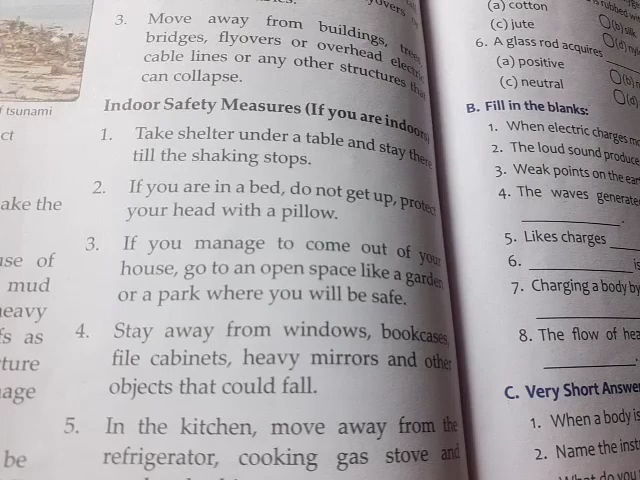 3. Move away from buildings, trees,
bridges, flyovers or overhead electric
cable lines or any other structures that
can collapse.
f tsunami
Indoor Safety Measures (If you are indoors)
ct
1. Take shelter under a table and stay there
till the shaking stops.
2. If you are in a bed, do not get up, protect
ake the
your head with a pillow.
3. If you manage to come out of your
use of
house, go to an open space like a garden
mud
or a park where you will be safe.
heavy
fs as
4. Stay away from windows, bookcases,
file cabinets, heavy mirrors and other
ture
objects that could fall.
age
5. In the kitchen, move away from the
be
refrigerator, cooking gas stove and
(a) cotton
(b) silk
(c) jute
6. A glass rod acquires
(a) positive
(c) neutral
(d)
B. Fill in the blanks:
1. When electric charges
2. The loud sound produce
3. Weak points on the
4. The waves generate
5. Likes charges
6. is
7. Charging a body by
8. The flow of
C. Very Short Answer
1. When a body is
2. Name the
What do you